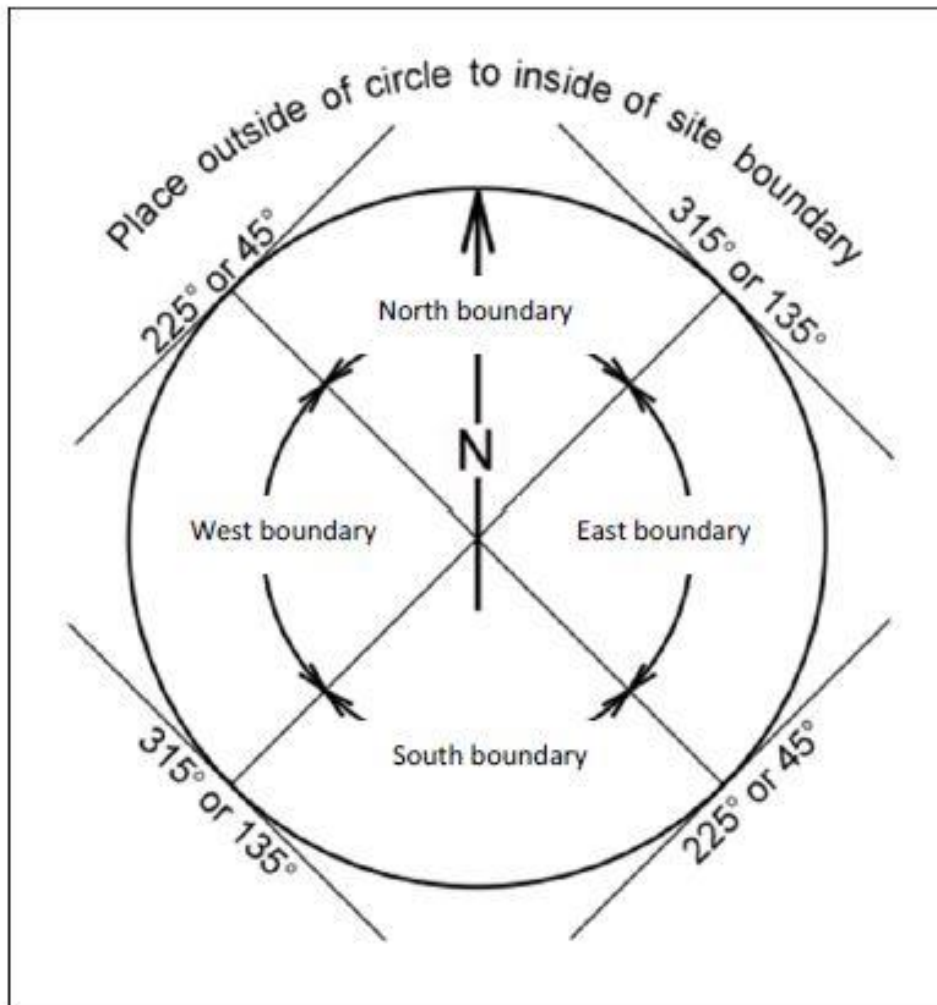 Place outside of circle to inside of site boundary
225° or 45°
315° or 135°
North boundary
N
West boundary
East boundary
South boundary
315° or 135°
225° or 45°